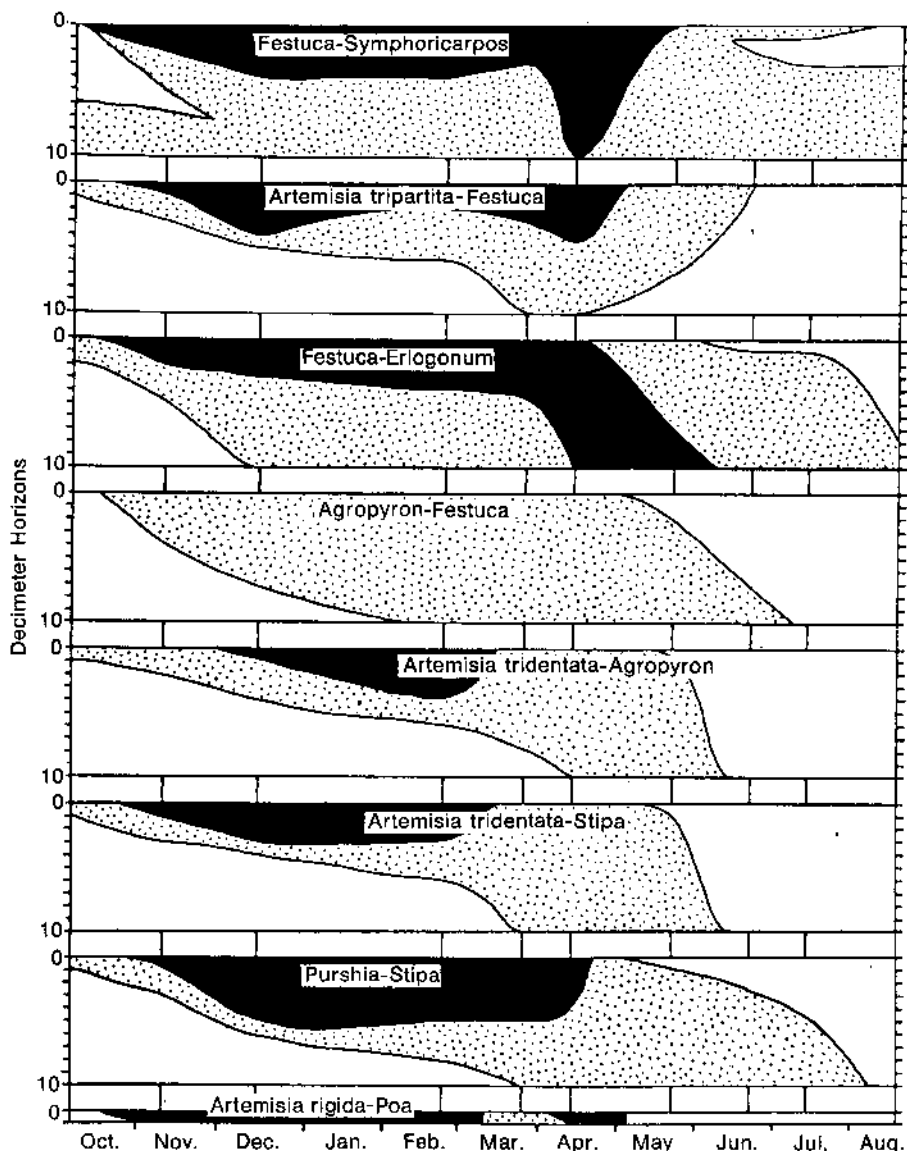 0
Festuca-Symphoricarpos
10
0
Artemisia tripartita-Festuca
10
0
Festuca-Eriogonum
10
Decimeter Horizons
0
Agropyron-Festuca
10
0
Artemisia tridentata-Agropyron
10
0
Artemisia tridentata-Stipa
10
0
Purshia-Stipa
10
0
Artemisia rigida-Poa
Oct. Nov. Dec. Jan. Feb. Mar. Apr. May Jun. Jul. Aug.